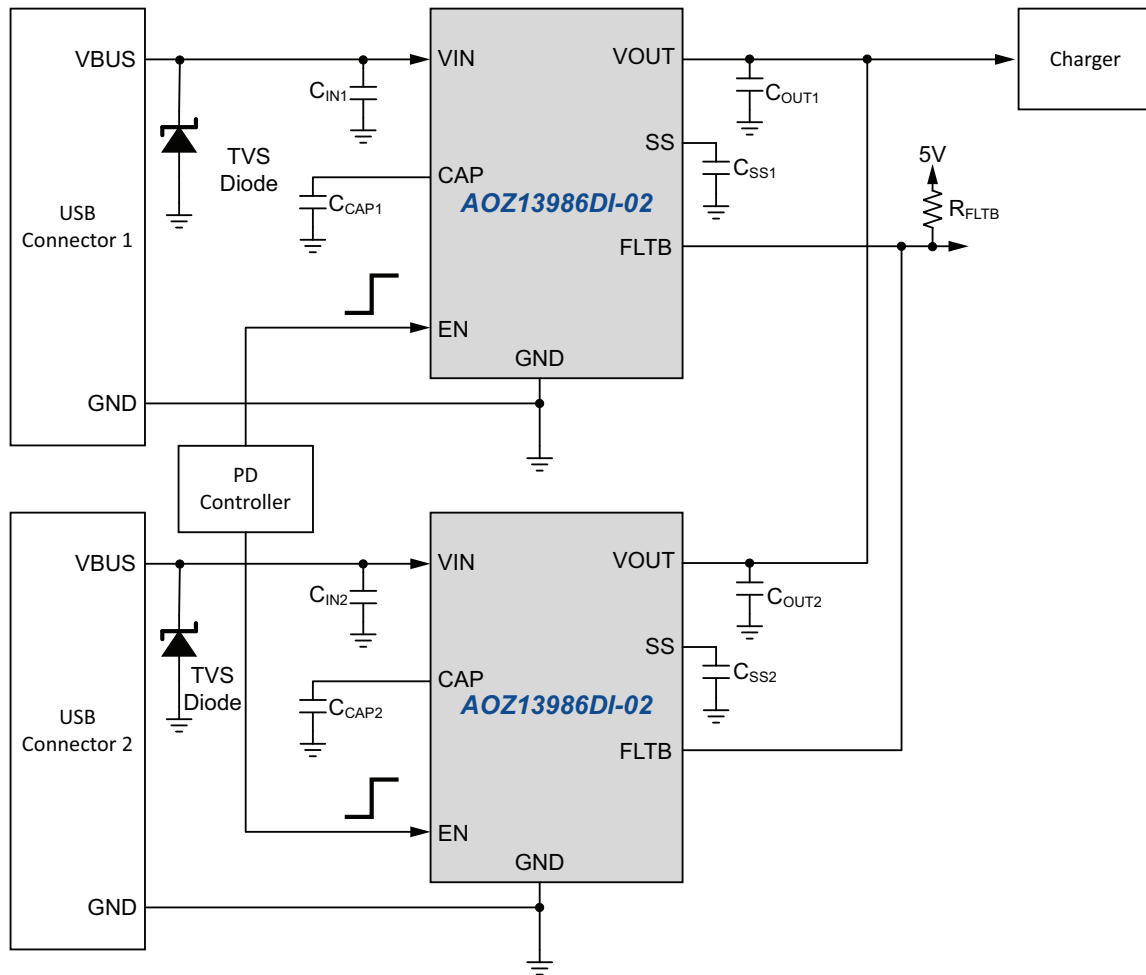 VBUS
VIN
VOUT
Charger
CIN1
COUT1
TVS
Diode
SS
CSS1
5V
CAP
CCAP1
AOZ13986DI-02
RFLTB
USB
Connector 1
FLTB
EN
GND
GND
PD
Controller
VBUS
VIN
VOUT
CIN2
COUT2
TVS
Diode
SS
CSS2
CAP
CCAP2
AOZ13986DI-02
USB
Connector 2
FLTB
EN
GND
GND